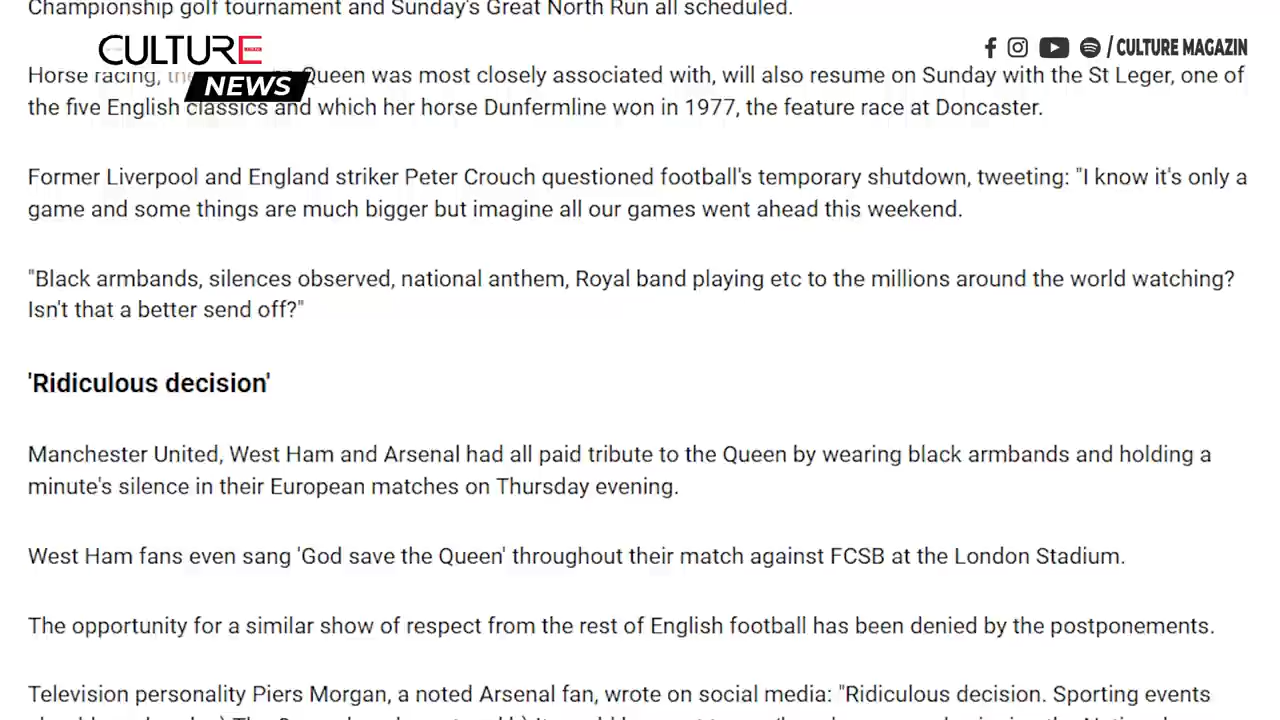 Championship golf tournament and Sunday's Great North Run all scheduled.
CULTURE
NEWS
/ CULTURE MAGAZIN
Horse racing, the Queen was most closely associated with, will also resume on Sunday with the St Leger, one of
the five English classics and which her horse Dunfermline won in 1977, the feature race at Doncaster.
Former Liverpool and England striker Peter Crouch questioned football's temporary shutdown, tweeting: "I know it's only a
game and some things are much bigger but imagine all our games went ahead this weekend.
"Black armbands, silences observed, national anthem, Royal band playing etc to the millions around the world watching?
Isn't that a better send off?"
'Ridiculous decision'
Manchester United, West Ham and Arsenal had all paid tribute to the Queen by wearing black armbands and holding a
minute's silence in their European matches on Thursday evening.
West Ham fans even sang 'God save the Queen' throughout their match against FCSB at the London Stadium.
The opportunity for a similar show of respect from the rest of English football has been denied by the postponements.
Television personality Piers Morgan, a noted Arsenal fan, wrote on social media: "Ridiculous decision. Sporting events